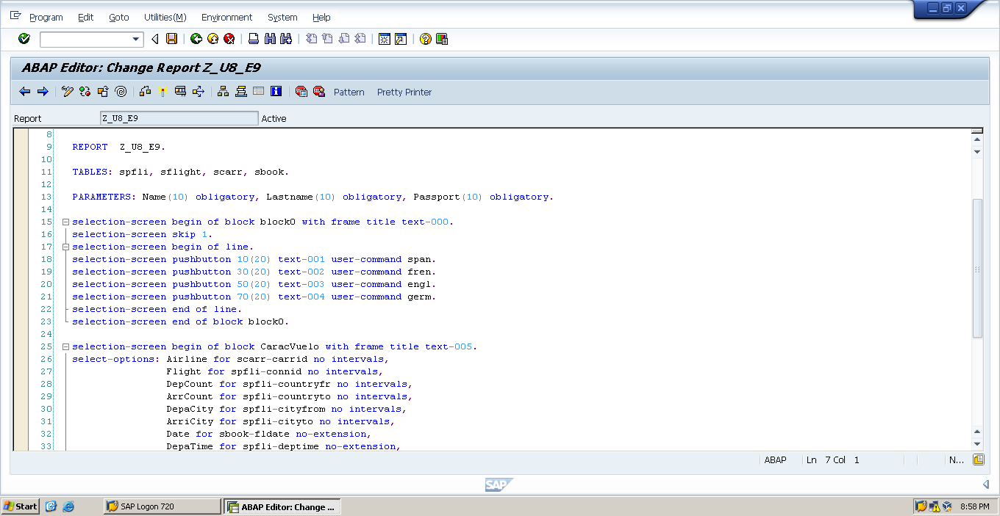 Program Edit Goto Utilities(M) Environment System Help
ABAP Editor: Change Report Z_U8_E9
Pattern Pretty Printer
Report Z_U8_E9 Active
8
9 REPORT Z_U8_E9.
10
11 TABLES: spfli, sflight, scarr, sbook.
12
13 PARAMETERS: Name(10) obligatory, Lastname(10) obligatory, Passport(10) obligatory.
14
15 selection-screen begin of block block0 with frame title text-000.
16 selection-screen skip 1.
17 selection-screen begin of line.
18 selection-screen pushbutton 10(20) text-001 user-command span.
19 selection-screen pushbutton 30(20) text-002 user-command fren.
20 selection-screen pushbutton 50(20) text-003 user-command engl.
21 selection-screen pushbutton 70(20) text-004 user-command germ.
22 selection-screen end of line.
23 selection-screen end of block block0.
24
25 selection-screen begin of block CaracVuelo with frame title text-005.
26 select-options: Airline for scarr-carrid no intervals,
27 Flight for spfli-connid no intervals,
28 DepCount for spfli-countryfr no intervals,
29 ArrCount for spfli-countryto no intervals,
30 DepaCity for spfli-cityfrom no intervals,
31 ArriCity for spfli-cityto no intervals,
32 Date for sbook-fldate no-extension,
33 DepaTime for spfli-deptime no-extension,
ABAP Ln 7 Col 1 N...
SAP
Start SAP Logon 720 ABAP Editor: Change ... 8:58 PM